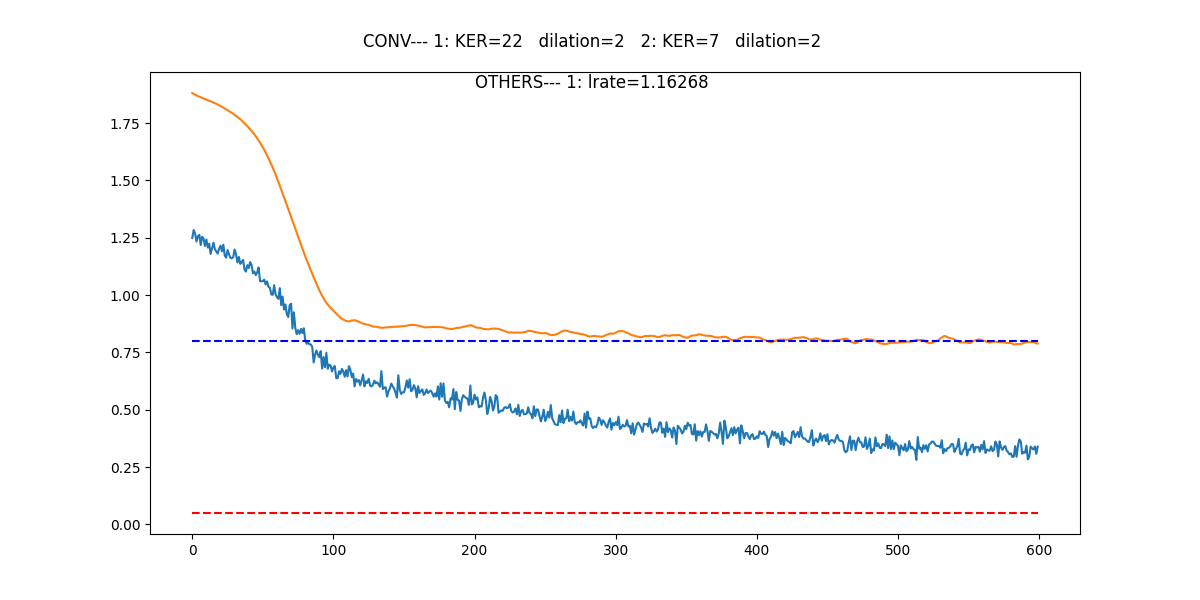 CONV--- 1: KER=22   dilation=2   2: KER=7   dilation=2
OTHERS--- 1: lrate=1.16268
1.75
1.50
1.25
1.00
0.75
0.50
0.25
0.00
0 100 200 300 400 500 600